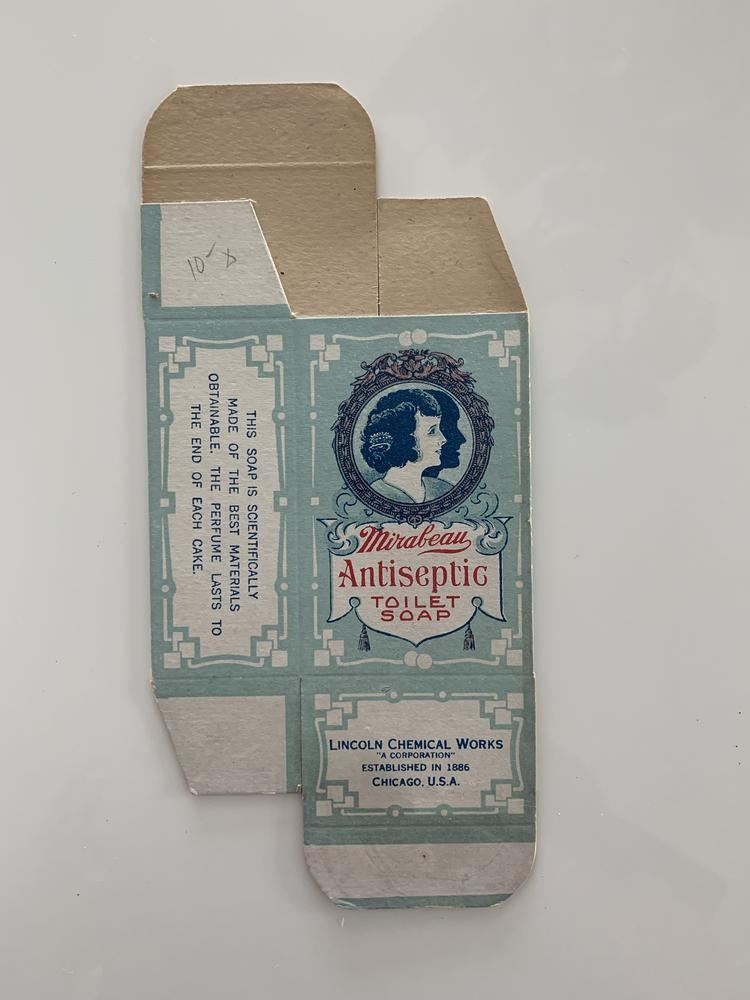 10 x
THIS SOAP IS SCIENTIFICALLY
MADE OF THE BEST MATERIALS
OBTAINABLE. THE PERFUME LASTS TO
THE END OF EACH CAKE.
Mirabeau
Antiseptic
TOILET
SOAP
LINCOLN CHEMICAL WORKS
"A CORPORATION"
ESTABLISHED IN 1886
CHICAGO, U.S.A.